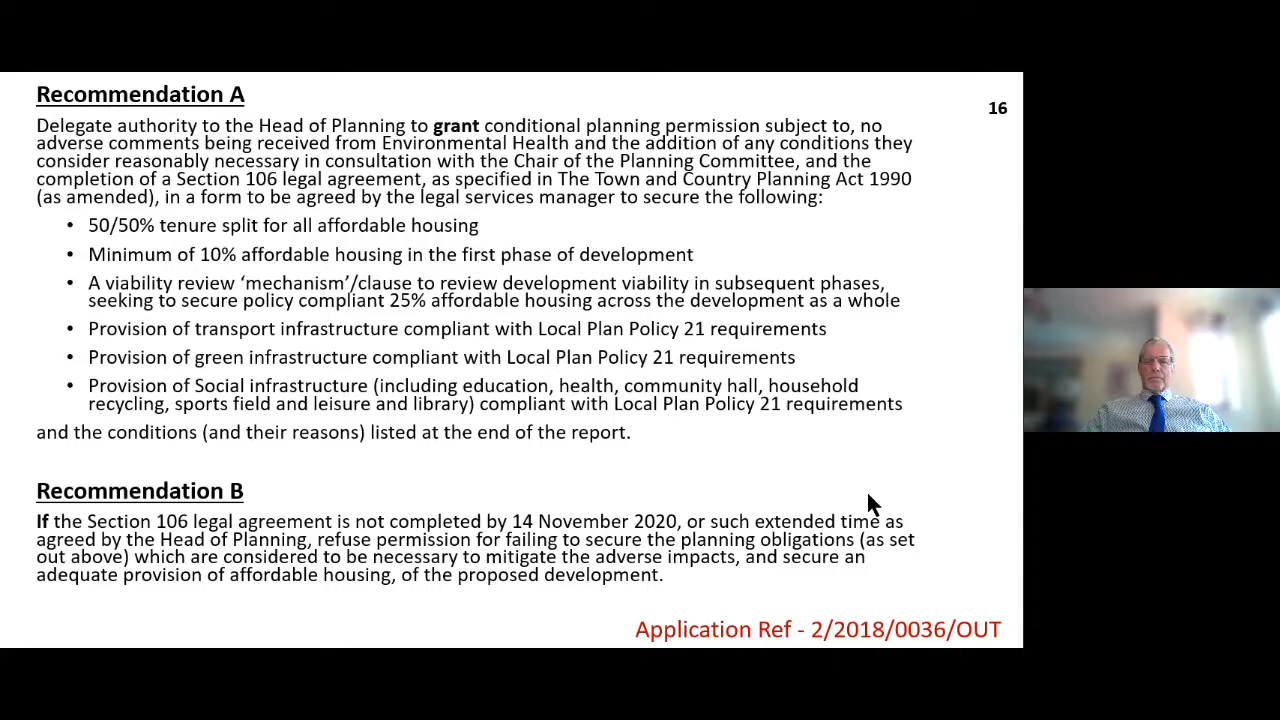 Recommendation A
16
Delegate authority to the Head of Planning to grant conditional planning permission subject to, no
adverse comments being received from Environmental Health and the addition of any conditions they
consider reasonably necessary in consultation with the Chair of the Planning Committee, and the
completion of a Section 106 legal agreement, as specified in The Town and Country Planning Act 1990
(as amended), in a form to be agreed by the legal services manager to secure the following:
• 50/50% tenure split for all affordable housing
• Minimum of 10% affordable housing in the first phase of development
• A viability review ‘mechanism’/clause to review development viability in subsequent phases,
seeking to secure policy compliant 25% affordable housing across the development as a whole
• Provision of transport infrastructure compliant with Local Plan Policy 21 requirements
• Provision of green infrastructure compliant with Local Plan Policy 21 requirements
• Provision of Social infrastructure (including education, health, community hall, household
recycling, sports field and leisure and library) compliant with Local Plan Policy 21 requirements
and the conditions (and their reasons) listed at the end of the report.
Recommendation B
If the Section 106 legal agreement is not completed by 14 November 2020, or such extended time as
agreed by the Head of Planning, refuse permission for failing to secure the planning obligations (as set
out above) which are considered to be necessary to mitigate the adverse impacts, and secure an
adequate provision of affordable housing, of the proposed development.
Application Ref - 2/2018/0036/OUT